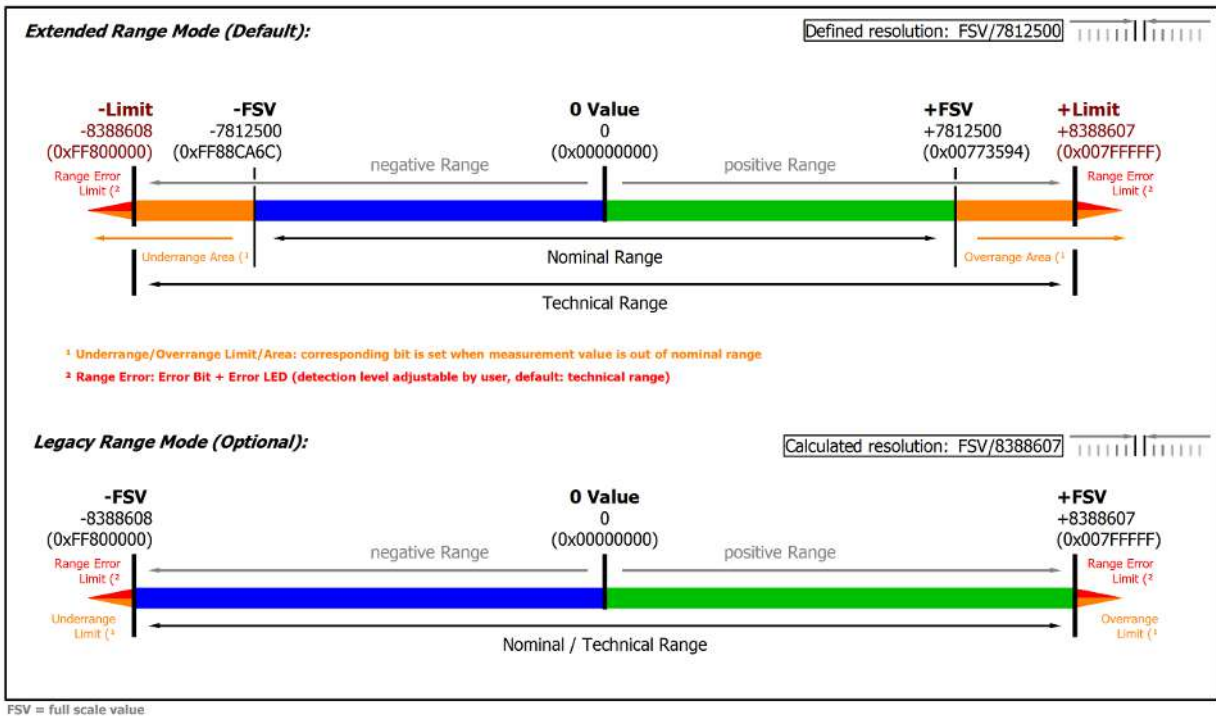 Extended Range Mode (Default):
Defined resolution: FSV/7812500
-Limit
-8388608
(0xFF800000)
-FSV
-7812500
(0xFF88CA6C)
0 Value
0
(0x00000000)
+FSV
+7812500
(0x00773594)
+Limit
+8388607
(0x007FFFFF)
negative Range
positive Range
Range Error
Limit (²
Range Error
Limit (²
Underrange Area (¹
Nominal Range
Overrange Area (¹
Technical Range
¹ Underrange/Overrange Limit/Area: corresponding bit is set when measurement value is out of nominal range
² Range Error: Error Bit + Error LED (detection level adjustable by user, default: technical range)
Legacy Range Mode (Optional):
Calculated resolution: FSV/8388607
-FSV
-8388608
(0xFF800000)
0 Value
0
(0x00000000)
+FSV
+8388607
(0x007FFFFF)
negative Range
positive Range
Range Error
Limit (²
Range Error
Limit (²
Underrange
Limit (¹
Overrange
Limit (¹
Nominal / Technical Range
FSV = full scale value